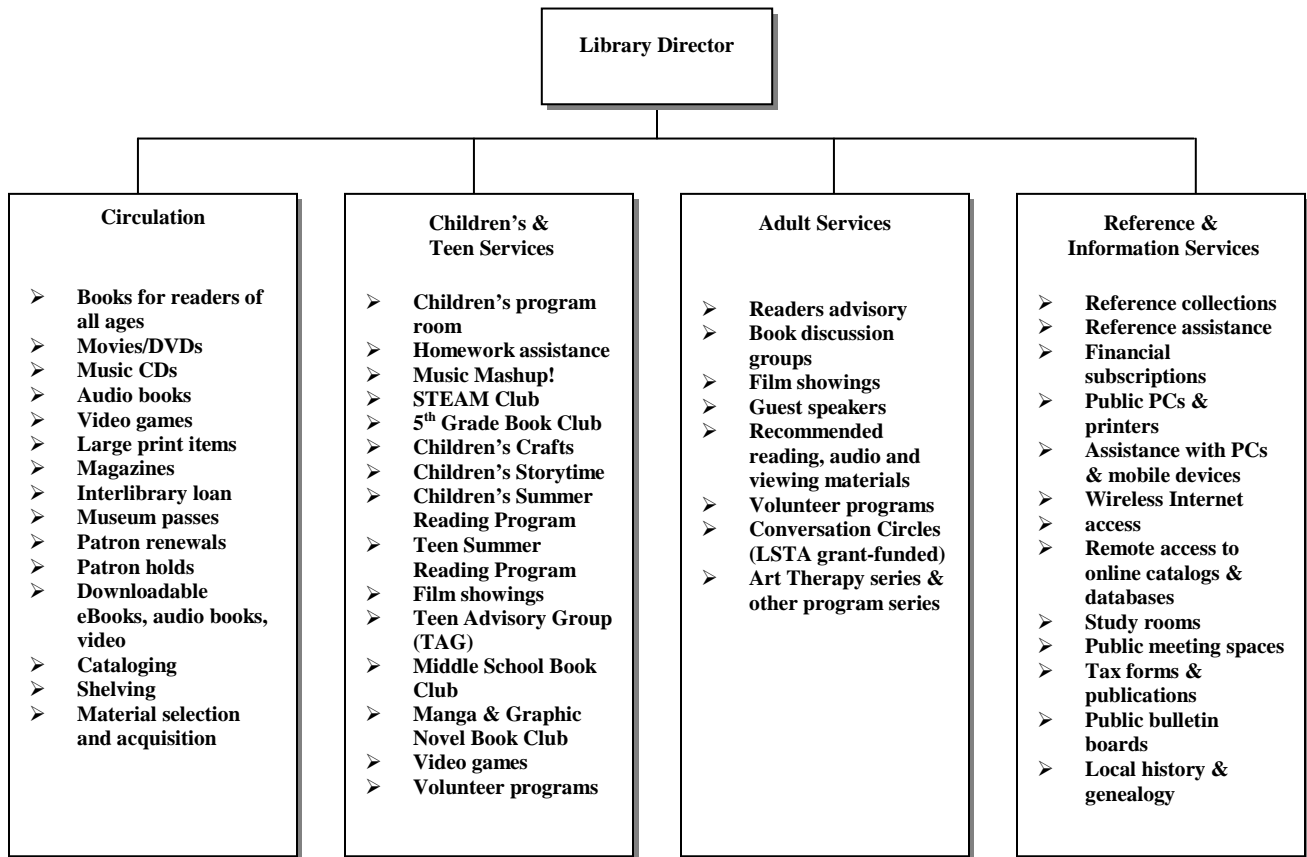 Library Director
Circulation
➢ Books for readers of
all ages
➢ Movies/DVDs
➢ Music CDs
➢ Audio books
➢ Video games
➢ Large print items
➢ Magazines
➢ Interlibrary loan
➢ Museum passes
➢ Patron renewals
➢ Patron holds
➢ Downloadable
eBooks, audio books,
video
➢ Cataloging
➢ Shelving
➢ Material selection
and acquisition
Children’s &
Teen Services
➢ Children’s program
room
➢ Homework assistance
➢ Music Mashup!
➢ STEAM Club
➢ 5th Grade Book Club
➢ Children’s Crafts
➢ Children’s Storytime
➢ Children’s Summer
Reading Program
➢ Teen Summer
Reading Program
➢ Film showings
➢ Teen Advisory Group
(TAG)
➢ Middle School Book
Club
➢ Manga & Graphic
Novel Book Club
➢ Video games
➢ Volunteer programs
Adult Services
➢ Readers advisory
➢ Book discussion
groups
➢ Film showings
➢ Guest speakers
➢ Recommended
reading, audio and
viewing materials
➢ Volunteer programs
➢ Conversation Circles
(LSTA grant-funded)
➢ Art Therapy series &
other program series
Reference &
Information Services
➢ Reference collections
➢ Reference assistance
➢ Financial
subscriptions
➢ Public PCs &
printers
➢ Assistance with PCs
& mobile devices
➢ Wireless Internet
➢ access
➢ Remote access to
online catalogs &
databases
➢ Study rooms
➢ Public meeting spaces
➢ Tax forms &
publications
➢ Public bulletin
boards
➢ Local history &
genealogy